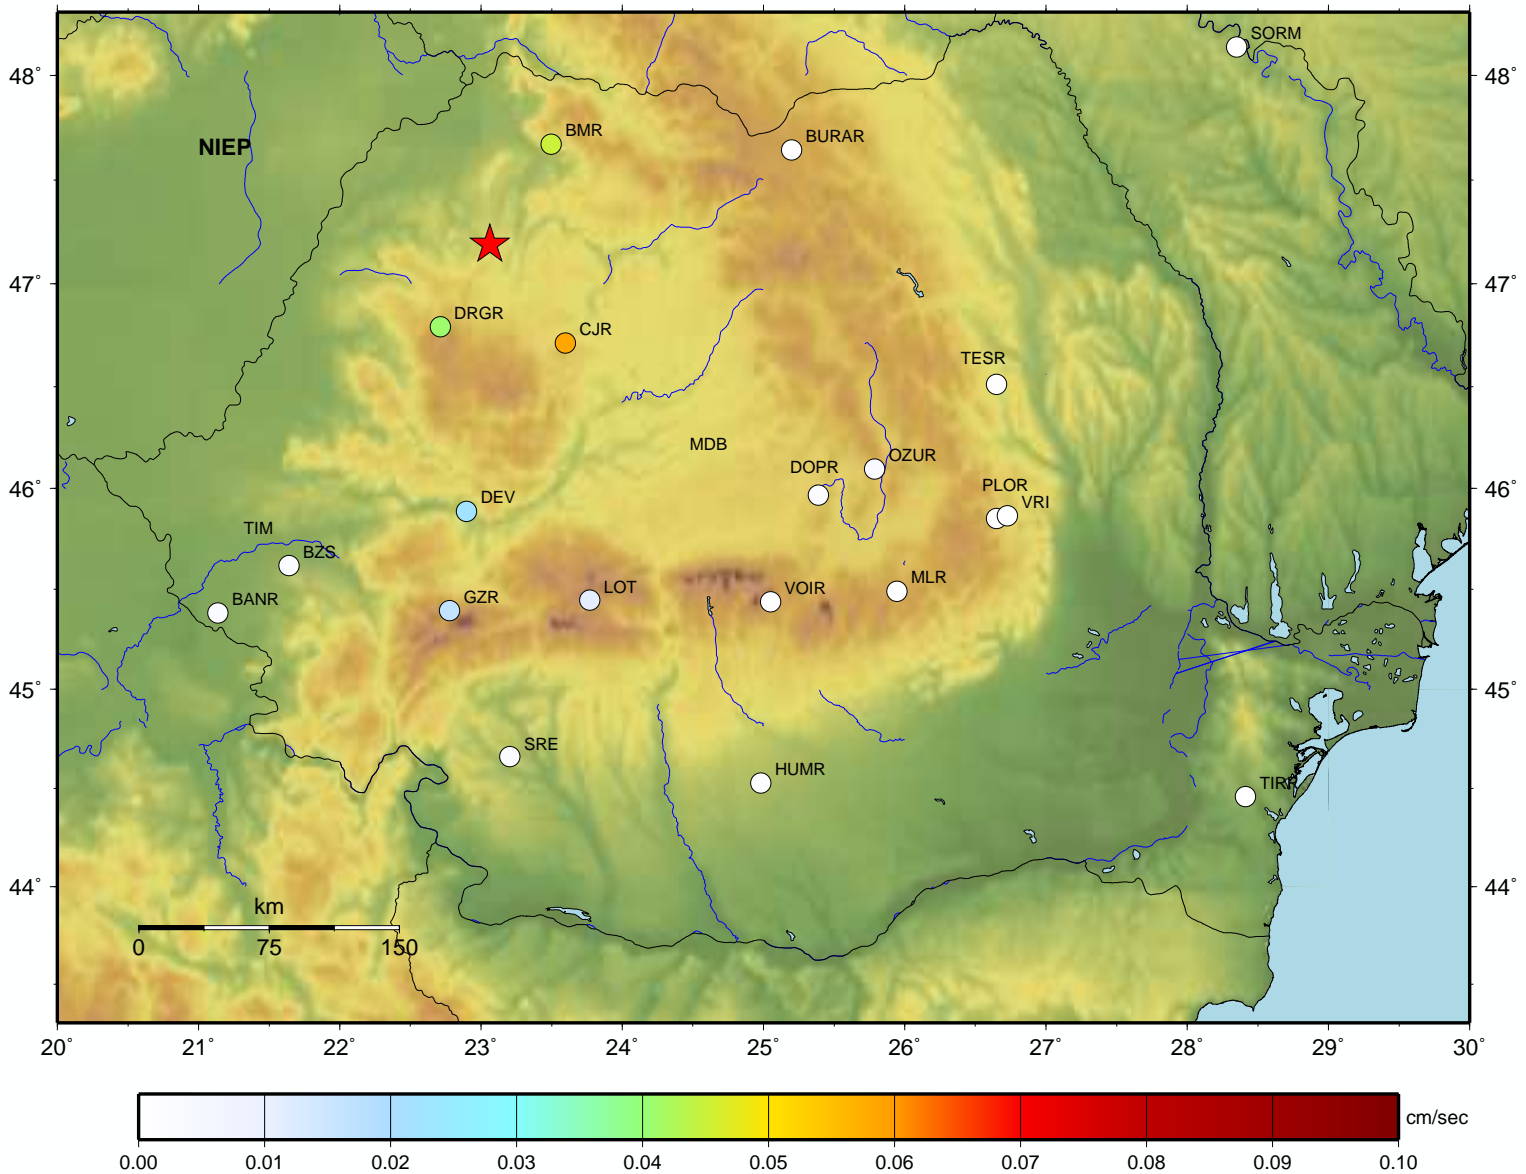 SORM
48° 48°
BMR
BURAR
NIEP
47° 47°
DRGR
CJR
TESR
MDB
OZUR
DOPR
PLOR
46° 46°
DEV
VRI
TIM
BZS
MLR
LOT
VOIR
GZR
BANR
45° 45°
SRE
HUMR
TIRR
44° 44°
km
0 75 150
20° 21° 22° 23° 24° 25° 26° 27° 28° 29° 30°
cm/sec
0.00 0.01 0.02 0.03 0.04 0.05 0.06 0.07 0.08 0.09 0.10